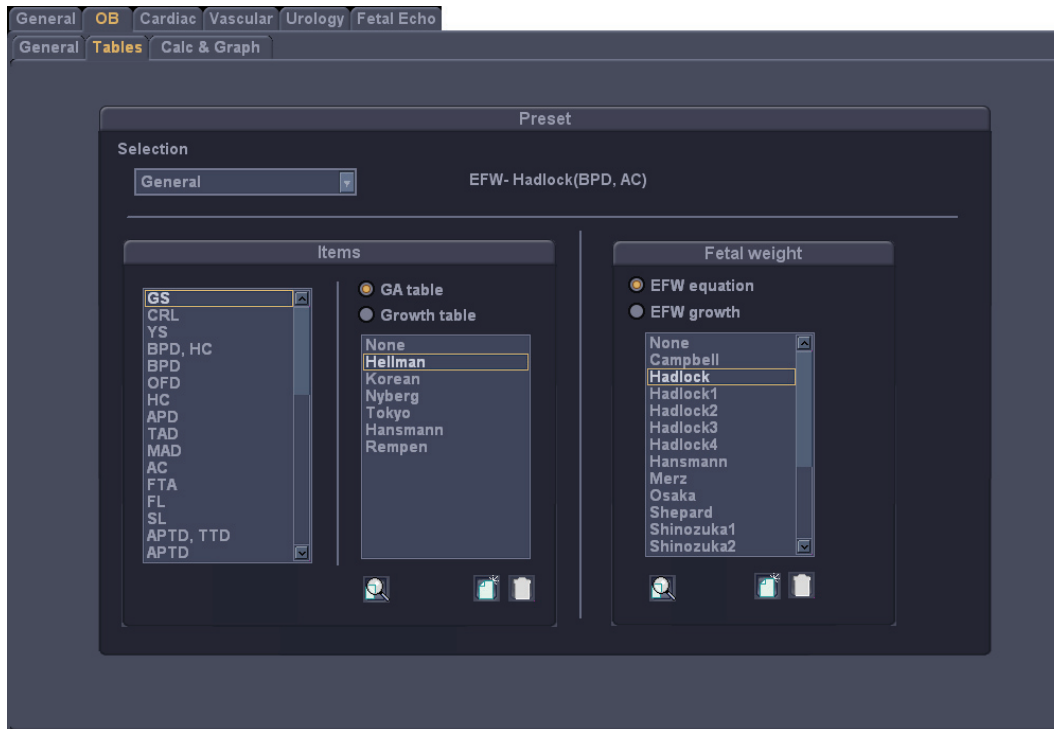 General OB Cardiac Vascular Urology Fetal Echo
General Tables Calc & Graph
Preset
Selection
General
EFW- Hadlock(BPD, AC)
Items
GS
CRL
YS
BPD, HC
BPD
OFD
HC
APD
TAD
MAD
AC
FTA
FL
SL
APTD, TTD
APTD
GA table
Growth table
None
Hellman
Korean
Nyberg
Tokyo
Hansmann
Rempen
Fetal weight
EFW equation
EFW growth
None
Campbell
Hadlock
Hadlock1
Hadlock2
Hadlock3
Hadlock4
Hansmann
Merz
Osaka
Shepard
Shinozuka1
Shinozuka2